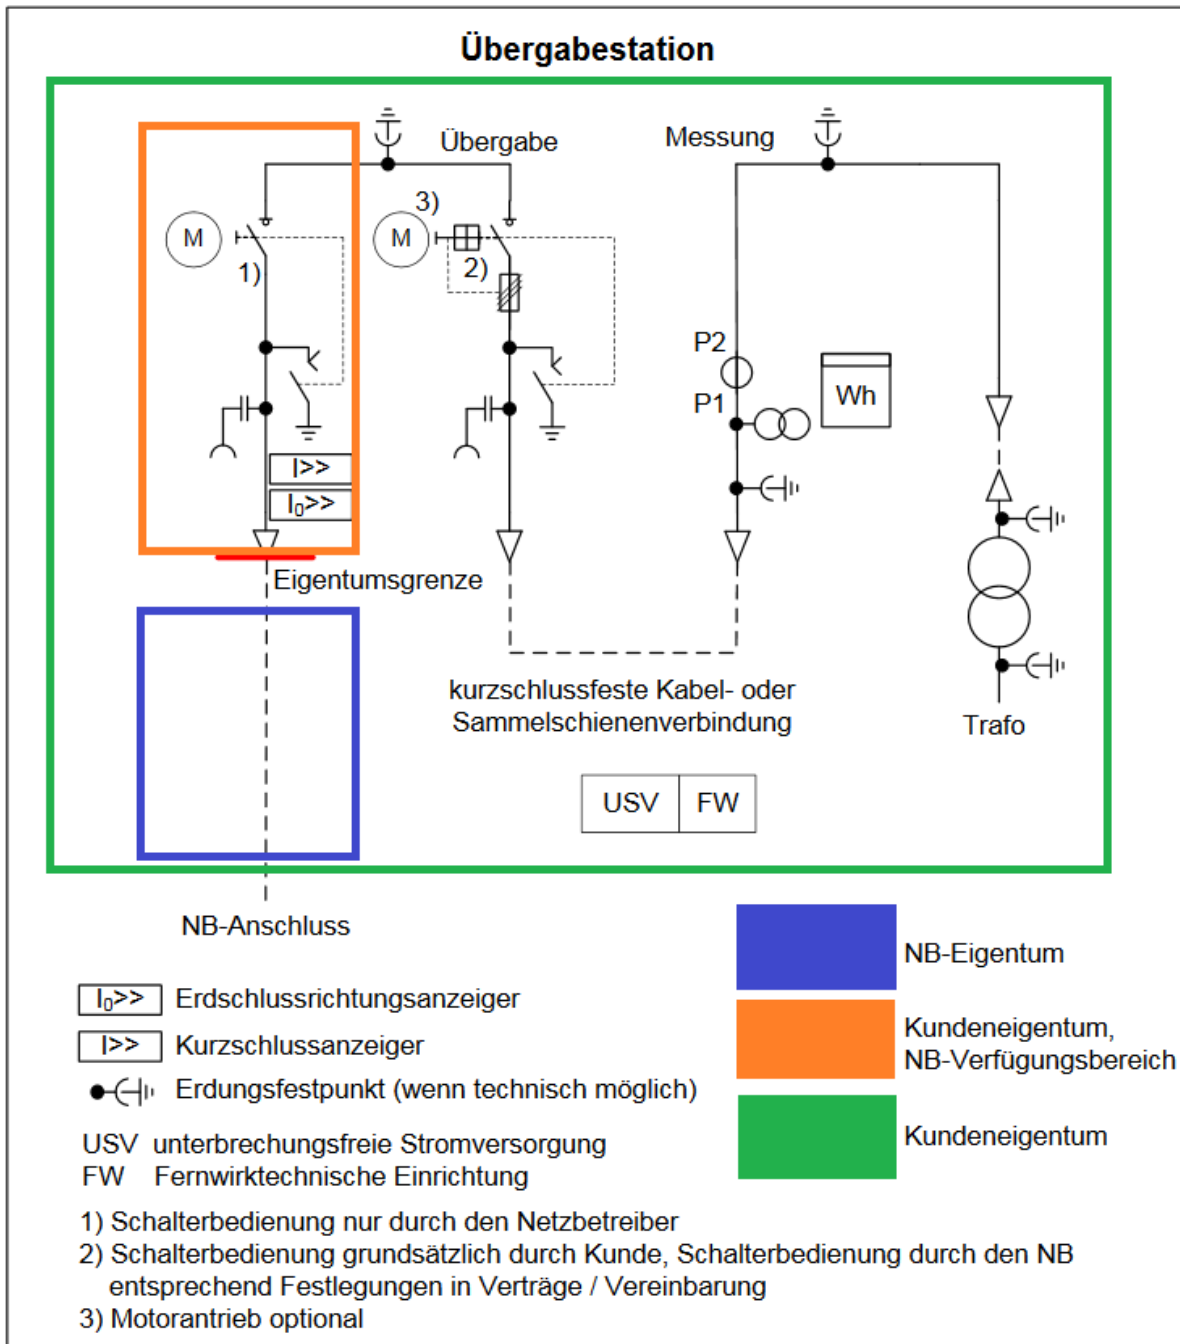 Übergabestation
Übergabe
Messung
3)
M
M
1)
2)
P2
P1
Wh
I>>
I₀>>
Eigentumsgrenze
kurzschlussfeste Kabel- oder
Sammelschienenverbindung
Trafo
USV FW
NB-Anschluss
NB-Eigentum
I₀>> Erdschlussrichtungsanzeiger
Kundeneigentum,
NB-Verfügungsbereich
I>> Kurzschlussanzeiger
Erdungsfestpunkt (wenn technisch möglich)
Kundeneigentum
USV unterbrechungsfreie Stromversorgung
FW Fernwirktechnische Einrichtung
1) Schalterbedienung nur durch den Netzbetreiber
2) Schalterbedienung grundsätzlich durch Kunde, Schalterbedienung durch den NB
entsprechend Festlegungen in Verträge / Vereinbarung
3) Motorantrieb optional